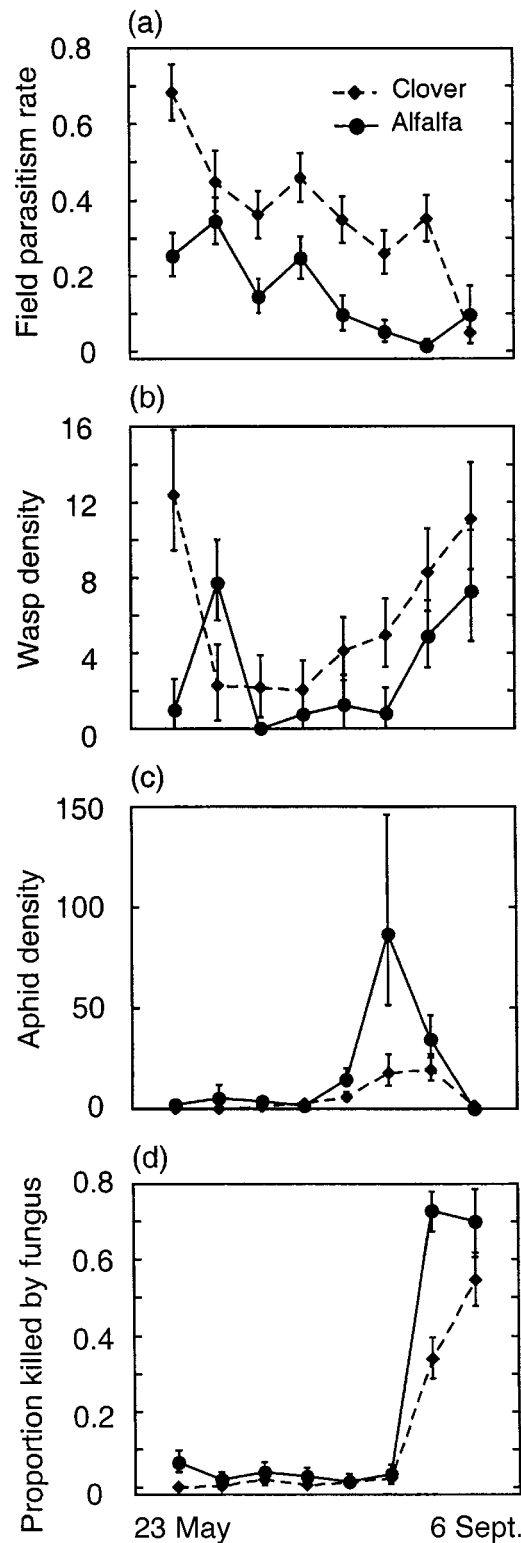 (a)
0.8
0.6
0.4
0.2
0
Field parasitism rate
Clover
Alfalfa
(b)
16
12
8
4
0
Wasp density
(c)
150
100
50
0
Aphid density
(d)
0.8
0.6
0.4
0.2
0
Proportion killed by fungus
23 May
6 Sept.